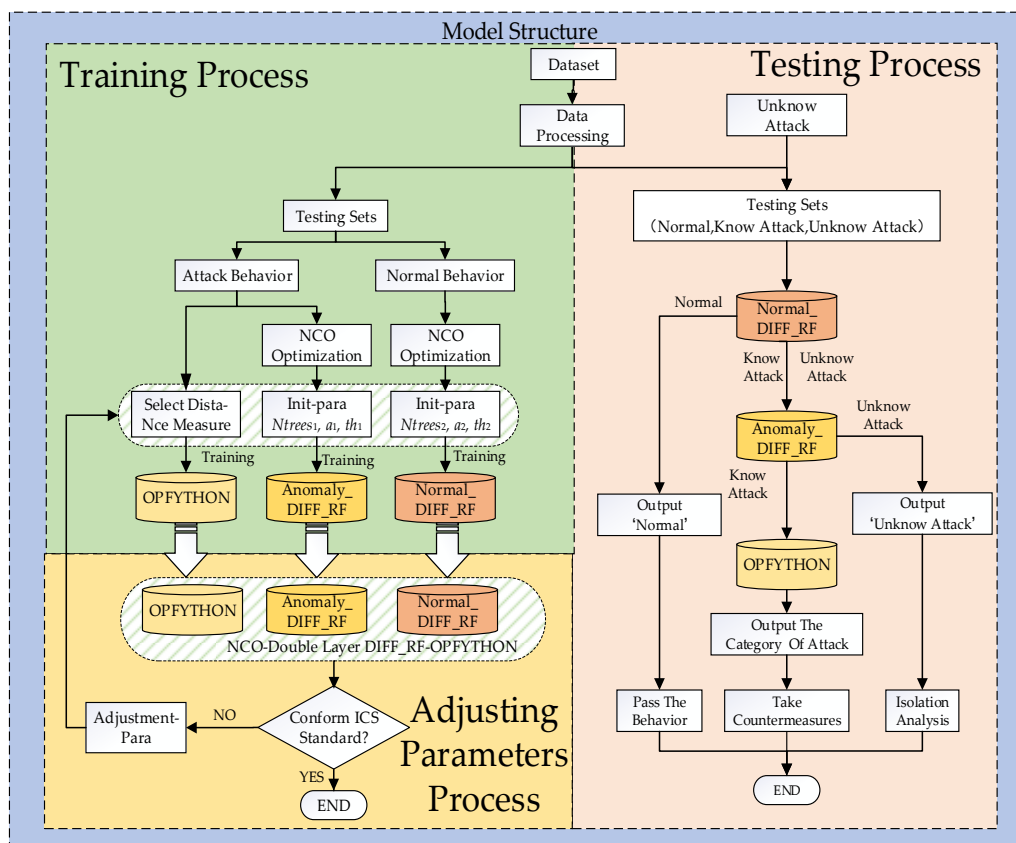 Model Structure
Training Process
Testing Process
Dataset
Data
Processing
Unknow
Attack
Testing Sets
Testing Sets
（Normal,Know Attack,Unknow Attack）
Attack Behavior
Normal Behavior
NCO
Optimization
NCO
Optimization
Select Dista-
Nce Measure
Init-para
Ntrees₁, a₁, th₁
Init-para
Ntrees₂, a₂, th₂
Training
Training
Training
OPFYTHON
Anomaly_
DIFF_RF
Normal_
DIFF_RF
OPFYTHON
Anomaly_
DIFF_RF
Normal_
DIFF_RF
NCO-Double Layer DIFF_RF-OPFYTHON
Adjustment-
Para
NO
Conform ICS
Standard?
YES
END
Adjusting
Parameters
Process
Normal
Normal_
DIFF_RF
Know
Attack
Unknow
Attack
Anomaly_
DIFF_RF
Unknow
Attack
Know
Attack
Output
‘Normal’
Output
‘Unknow Attack’
OPFYTHON
Output The
Category Of Attack
Pass The
Behavior
Take
Countermeasures
Isolation
Analysis
END